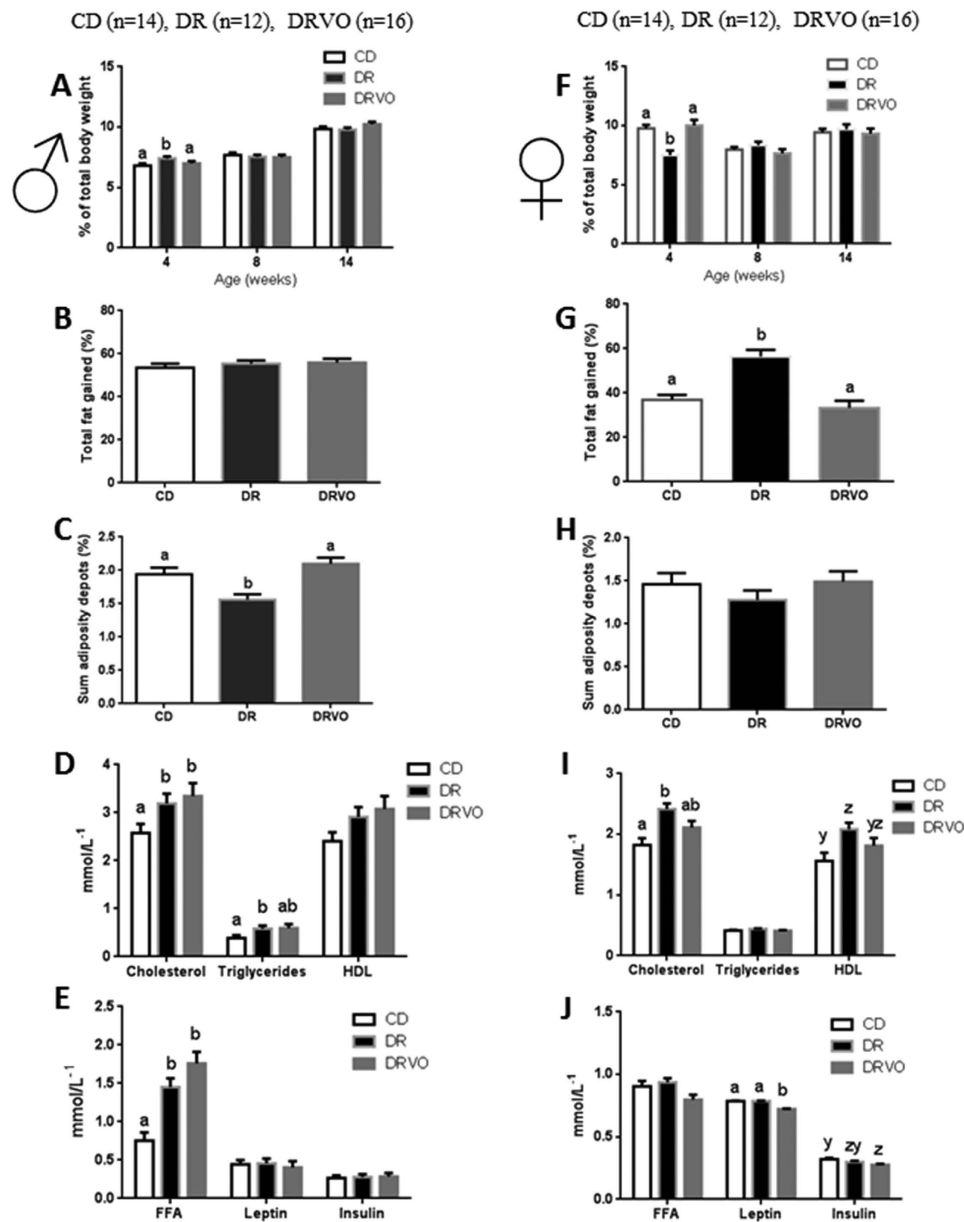 CD (n=14), DR (n=12), DRVO (n=16)
CD (n=14), DR (n=12), DRVO (n=16)
A
% of total body weight
15
10
5
0
a b a
4 8 14
Age (weeks)
CD
DR
DRVO
F
% of total body weight
15
10
5
0
a b a
4 8 14
Age (weeks)
CD
DR
DRVO
B
Total fat gained (%)
80
60
40
20
0
CD DR DRVO
G
Total fat gained (%)
80
60
40
20
0
a b a
CD DR DRVO
C
Sum adiposity depots (%)
2.5
2.0
1.5
1.0
0.5
0.0
a b a
CD DR DRVO
H
Sum adiposity depots (%)
2.0
1.5
1.0
0.5
0.0
CD DR DRVO
D
mmol/L-1
4
3
2
1
0
a b b
a b ab
Cholesterol Triglycerides HDL
CD
DR
DRVO
I
mmol/L-1
3
2
1
0
a b ab
y z yz
Cholesterol Triglycerides HDL
CD
DR
DRVO
E
mmol/L-1
2.5
2.0
1.5
1.0
0.5
0.0
a b b
FFA Leptin Insulin
CD
DR
DRVO
J
mmol/L-1
1.5
1.0
0.5
0.0
a a b
y zy z
FFA Leptin Insulin
CD
DR
DRVO